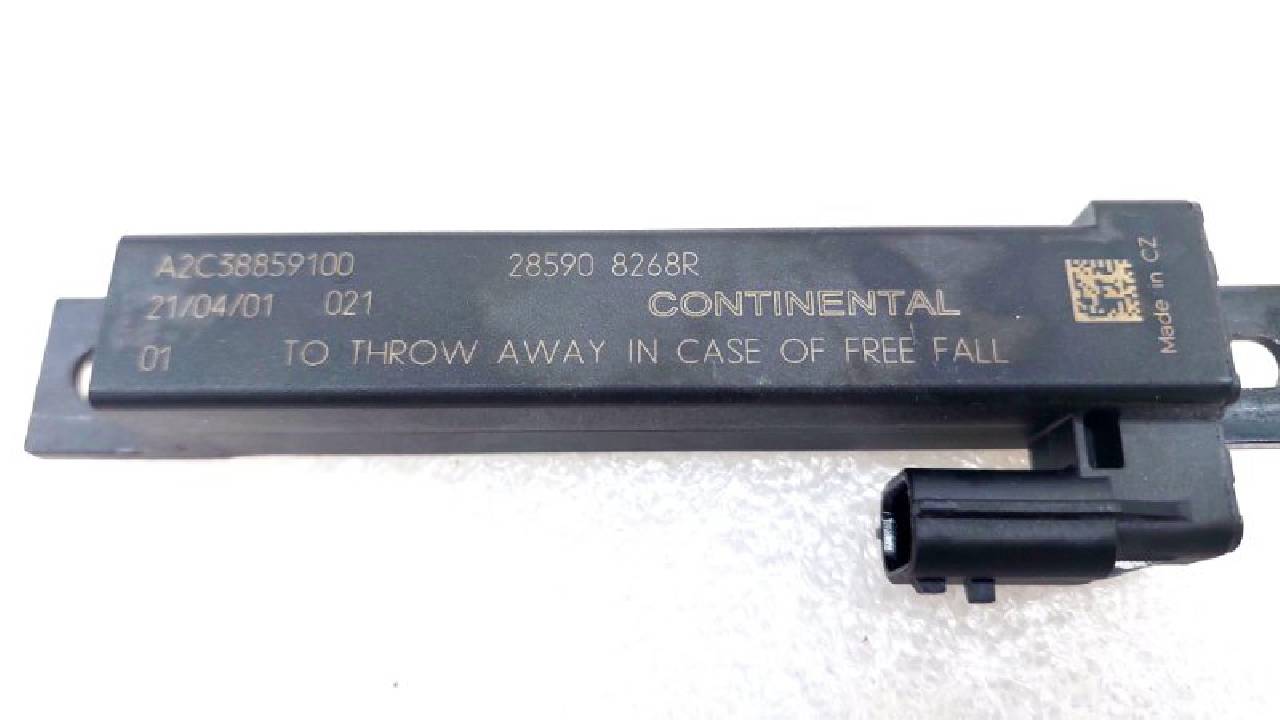 A2C38859100 28590 8268R
21/04/01 021 CONTINENTAL
01 TO THROW AWAY IN CASE OF FREE FALL
Made in CZ